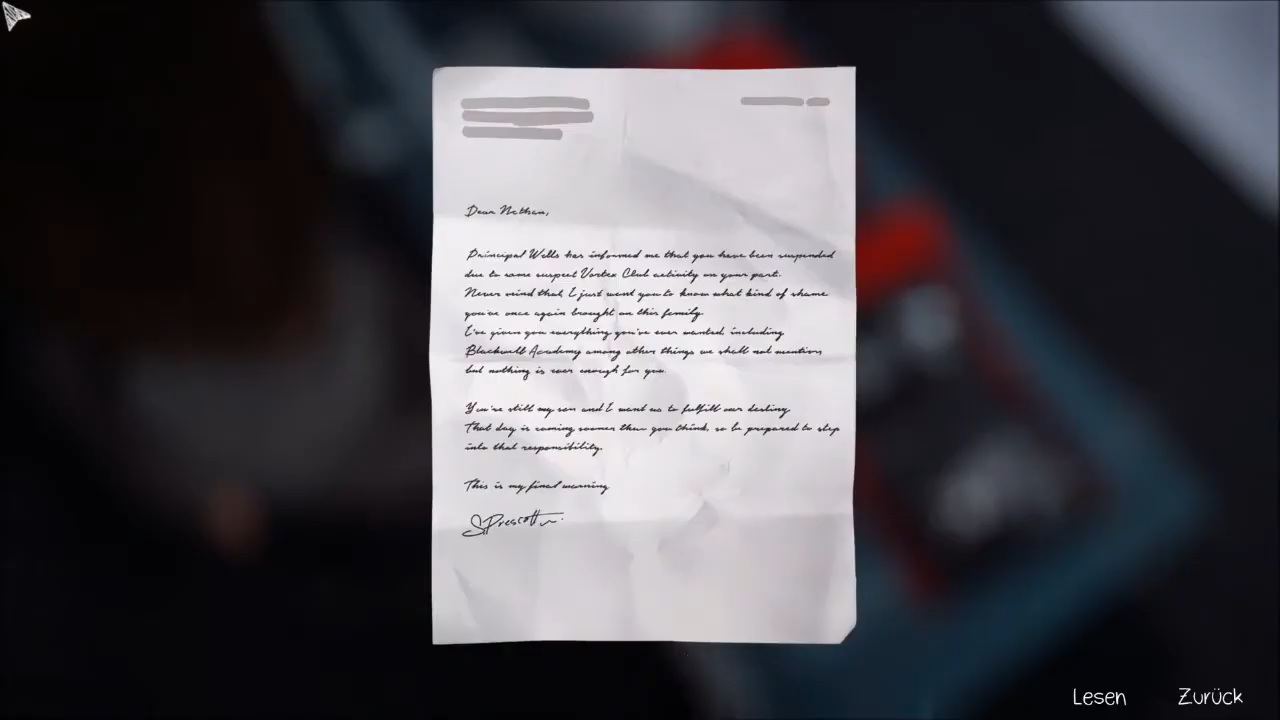 Dear Nathan,
Principal Wells has informed me that you have been suspended
due to some suspect Vortex Club activity on your part.
Never mind that, I just want you to know what kind of shame
you've once again brought on this family.
I've given you everything you've ever wanted, including
Blackwell Academy among other things we shall not mention,
but nothing is ever enough for you.
You're still my son and I want us to fulfill our destiny.
That day is coming sooner than you think, so be prepared to step
into that responsibility.
This is my final warning
S. Prescott
Lesen Zurück